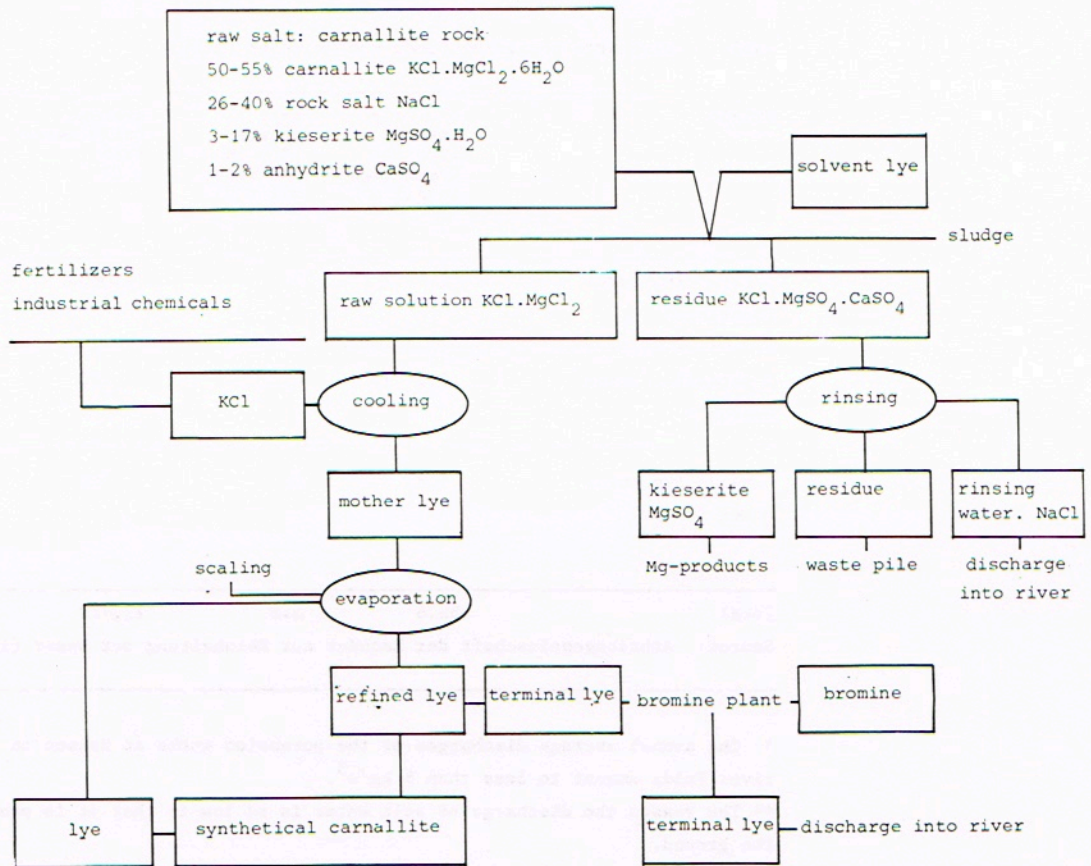 raw salt: carnallite rock
50-55% carnallite KCl.MgCl₂.6H₂O
26-40% rock salt NaCl
3-17% kieserite MgSO₄.H₂O
1-2% anhydrite CaSO₄
solvent lye
sludge
fertilizers
industrial chemicals
raw solution KCl.MgCl₂
residue KCl.MgSO₄.CaSO₄
KCl
cooling
rinsing
mother lye
kieserite
MgSO₄
residue
rinsing
water. NaCl
scaling
Mg-products
waste pile
discharge
into river
evaporation
refined lye
terminal lye
bromine plant
bromine
lye
synthetical carnallite
terminal lye
discharge into river